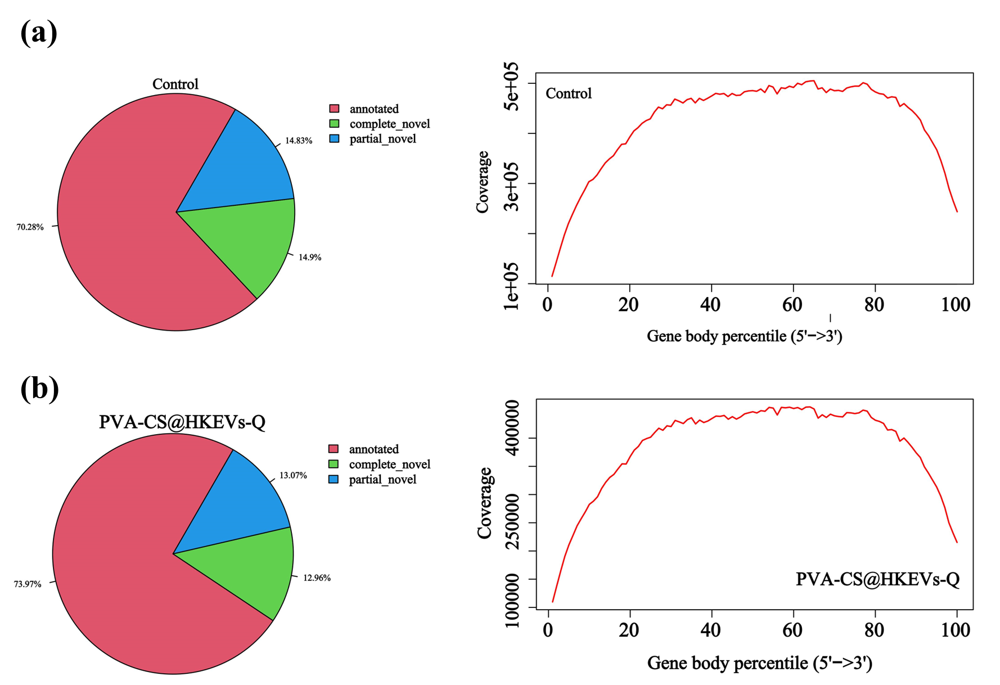 (a)
Control
annotated
complete_novel
partial_novel
14.83%
70.28%
14.9%
Control
Coverage
5e+05
3e+05
1e+05
0 20 40 60 80 100
Gene body percentile (5'−>3')
(b)
PVA-CS@HKEVs-Q
annotated
complete_novel
partial_novel
13.07%
73.97%
12.96%
Coverage
400000
250000
100000
PVA-CS@HKEVs-Q
0 20 40 60 80 100
Gene body percentile (5'−>3')